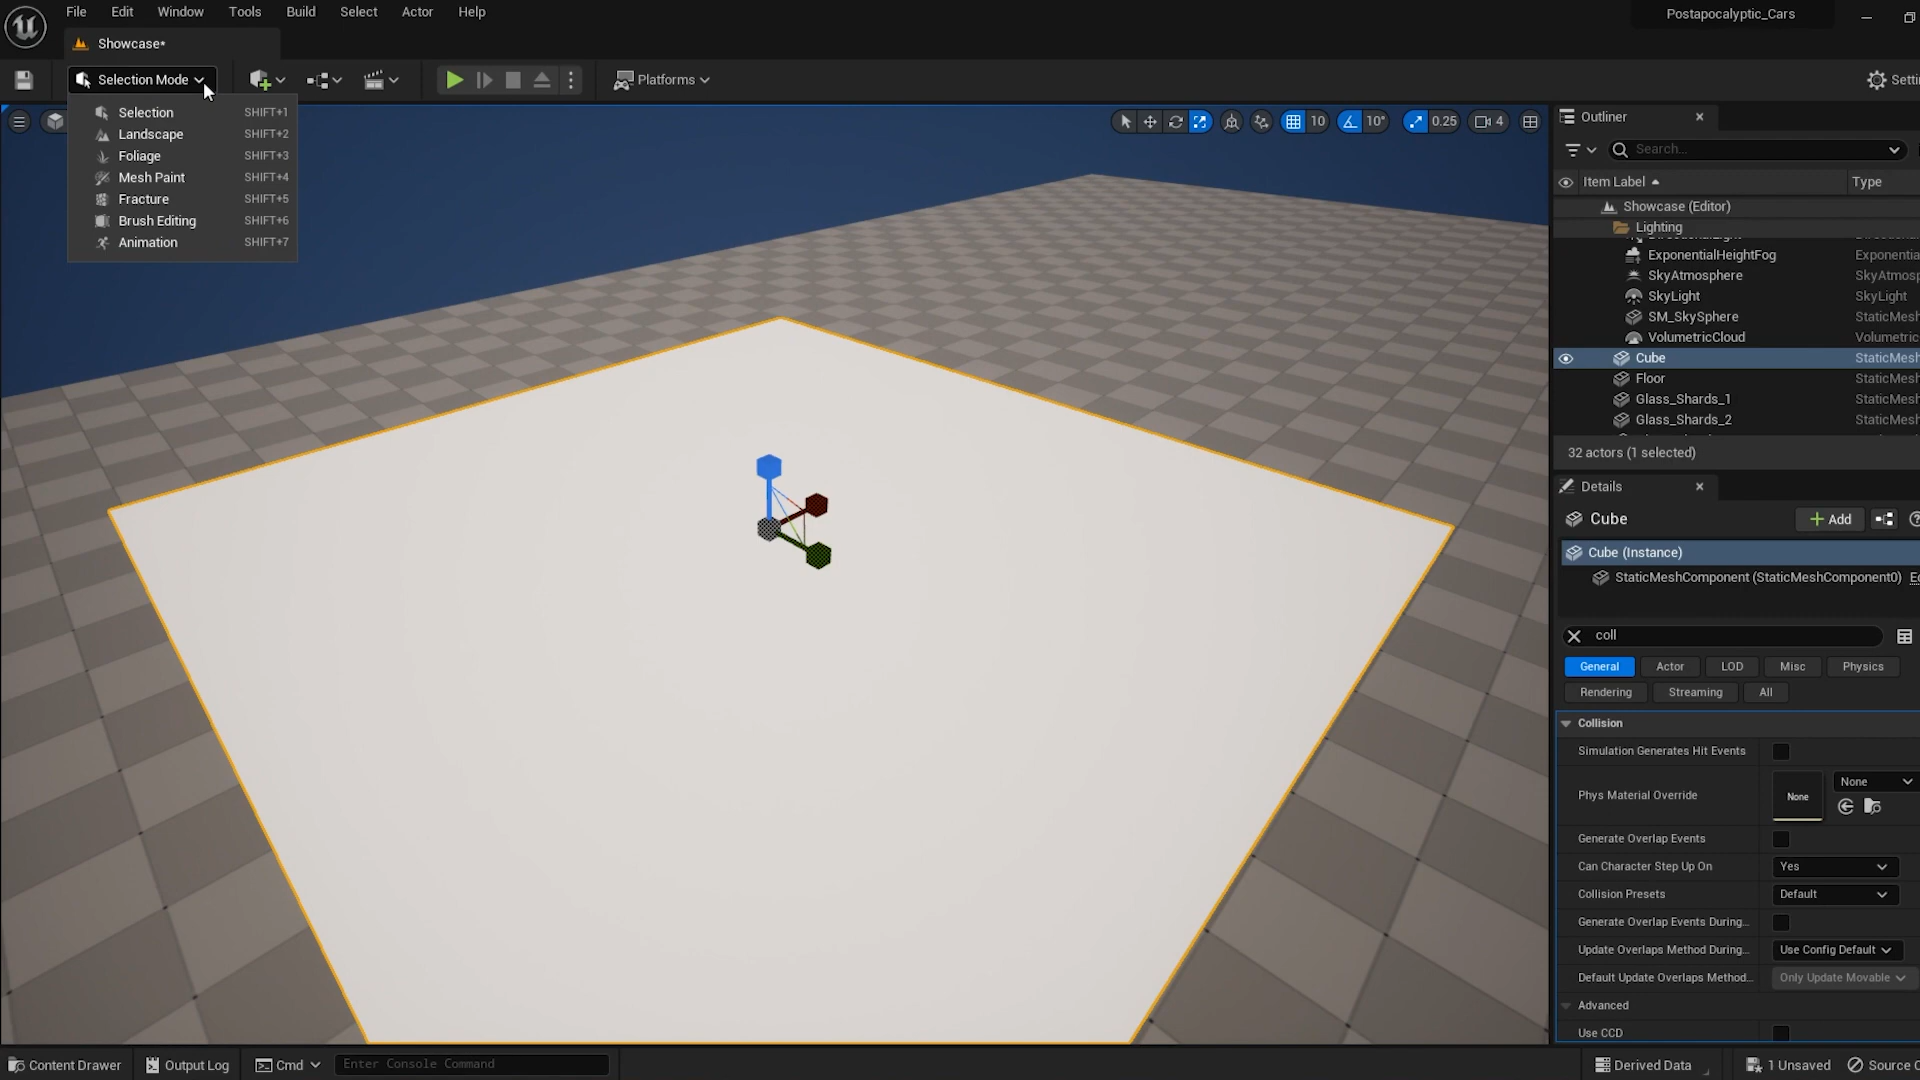 File Edit Window Tools Build Select Actor Help
Postapocalyptic_Cars
Showcase*
Selection Mode
Platforms
Selection SHIFT+1
Landscape SHIFT+2
Foliage SHIFT+3
Mesh Paint SHIFT+4
Fracture SHIFT+5
Brush Editing SHIFT+6
Animation SHIFT+7
10 10° 0.25 4
Outliner
Search...
Item Label Type
Showcase (Editor)
Lighting
ExponentialHeightFog
SkyAtmosphere
SkyLight SkyLight
SM_SkySphere
VolumetricCloud
Cube
Floor
Glass_Shards_1
Glass_Shards_2
32 actors (1 selected)
Details
Cube
Add
Cube (Instance)
StaticMeshComponent (StaticMeshComponent0)
coll
General Actor LOD Misc Physics
Rendering Streaming All
Collision
Simulation Generates Hit Events
Phys Material Override None None
Generate Overlap Events
Can Character Step Up On Yes
Collision Presets Default
Generate Overlap Events During...
Update Overlaps Method During... Use Config Default
Default Update Overlaps Method... Only Update Movable
Advanced
Use CCD
Content Drawer Output Log Cmd Enter Console Command
Derived Data 1 Unsaved Source